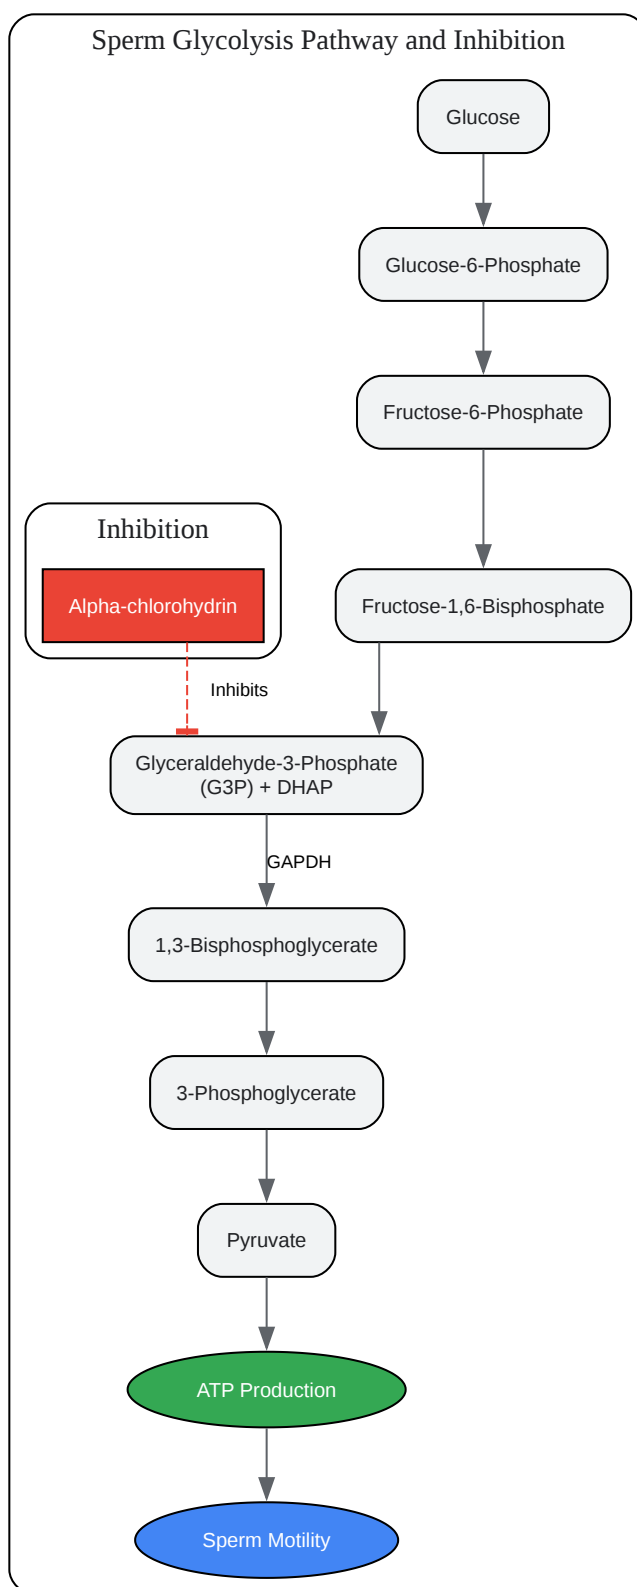 Sperm Glycolysis Pathway and Inhibition
Glucose
Glucose-6-Phosphate
Fructose-6-Phosphate
Inhibition
Alpha-chlorohydrin
Fructose-1,6-Bisphosphate
Inhibits
Glyceraldehyde-3-Phosphate
(G3P) + DHAP
GAPDH
1,3-Bisphosphoglycerate
3-Phosphoglycerate
Pyruvate
ATP Production
Sperm Motility